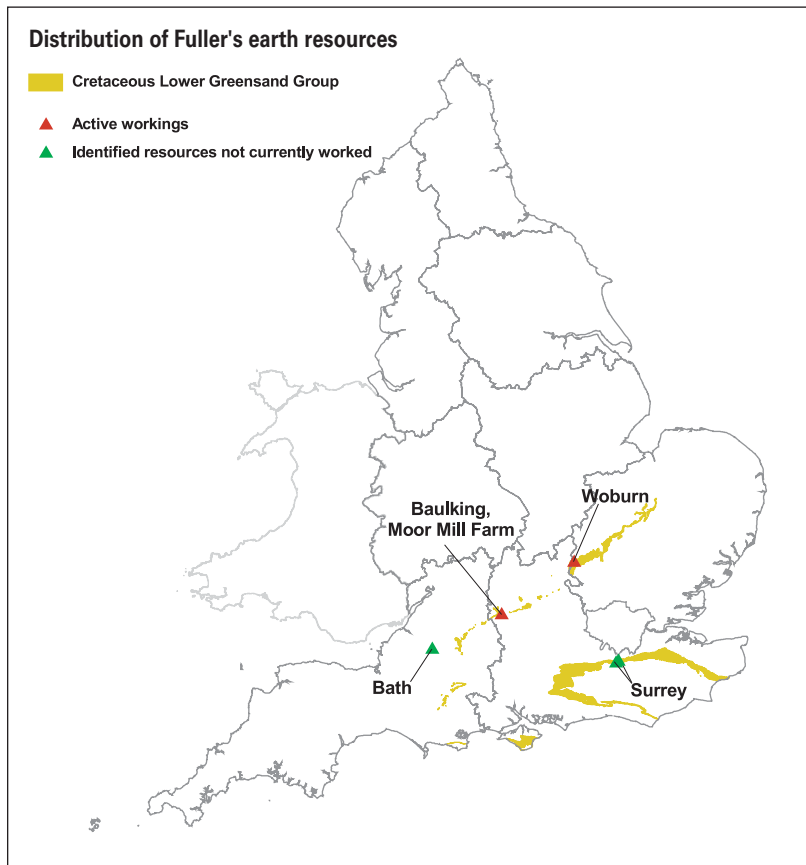 Distribution of Fuller's earth resources
Cretaceous Lower Greensand Group
Active workings
Identified resources not currently worked
Woburn
Baulking,
Moor Mill Farm
Bath
Surrey